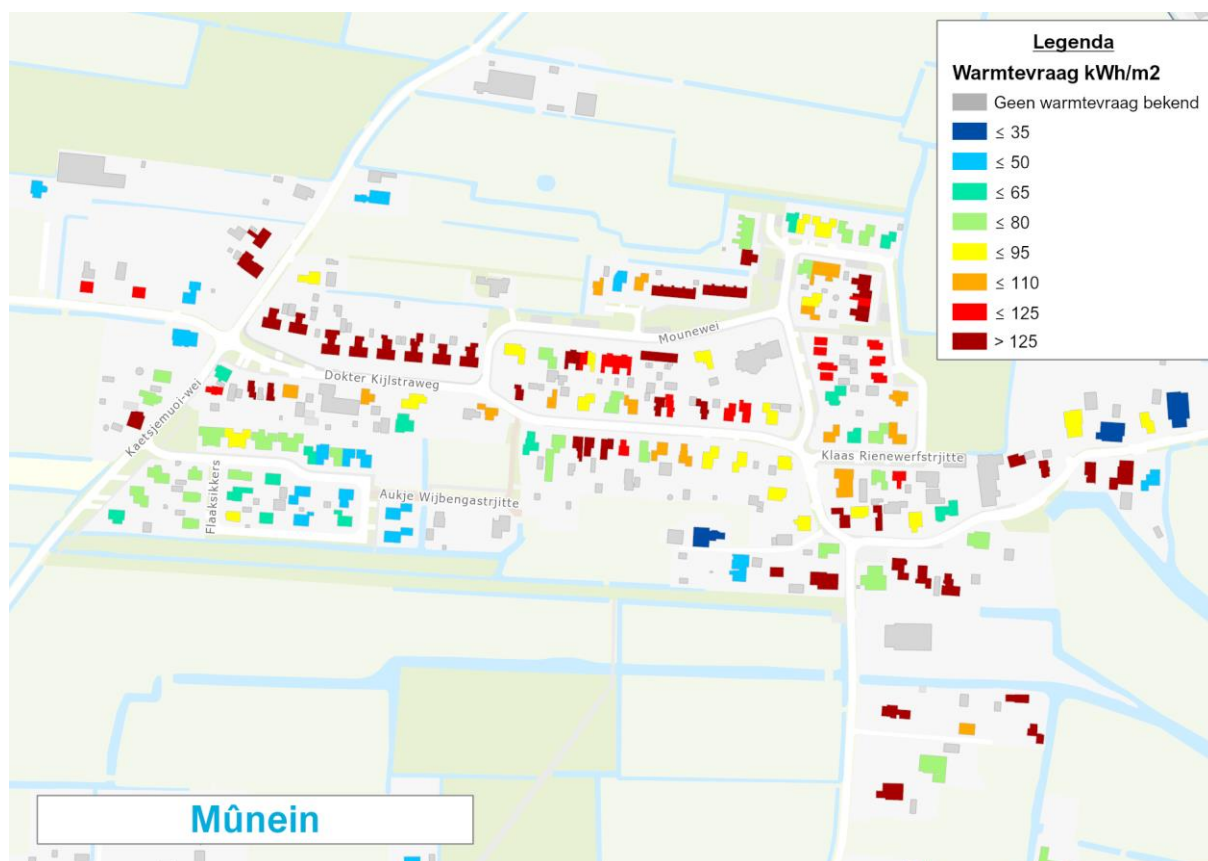 Legenda
Warmtevraag kWh/m2
Geen warmtevraag bekend
≤ 35
≤ 50
≤ 65
≤ 80
≤ 95
≤ 110
≤ 125
> 125
Mounewei
Dokter Kijlstraweg
Kaetsjemuoi-wei
Klaas Rienewerfstrjitte
Flaaksikkers
Aukje Wijbengastrjitte
Mûnein